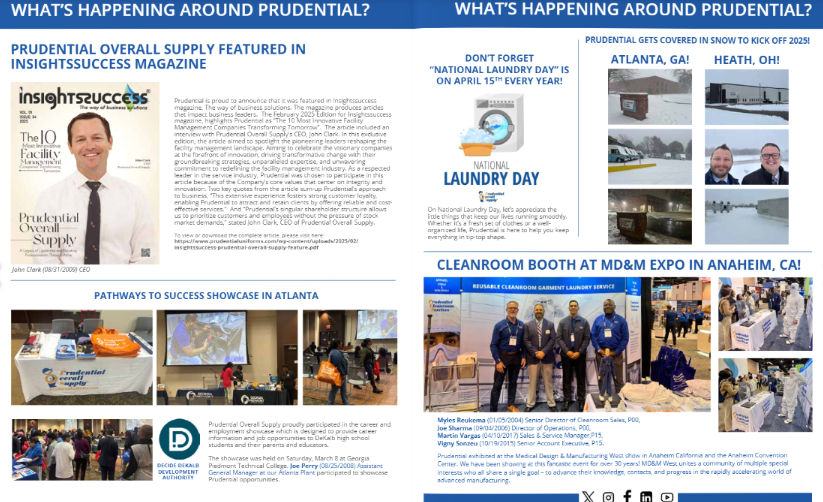 WHAT'S HAPPENING AROUND PRUDENTIAL?
PRUDENTIAL OVERALL SUPPLY FEATURED IN
INSIGHTSSUCCESS MAGAZINE
insightssuccess
The way of business solutions
The 10
Facility
Management
Prudential
Overall
Supply
John Clark (08/31/2009) CEO
Prudential is proud to announce that it was featured in Insightssuccess
magazine, The way of business solutions. The magazine produces articles
that impact business leaders. The February 2025 Edition for Insightssuccess
magazine, highlights Prudential as "The 10 Most Innovative Facility
Management Companies Transforming Tomorrow". The article included an
interview with Prudential Overall Supply's CEO, John Clark. In this exclusive
edition, the article aimed to spotlight the pioneering leaders reshaping the
facility management landscape. Aiming to celebrate the visionary companies
at the forefront of innovation, driving transformative change with their
groundbreaking strategies, unparalleled expertise, and unwavering
commitment to redefining the facility management industry. As a respected
leader in the service industry, Prudential was chosen to participate in this
article because of the Company's core values that center on integrity and
innovation. Two key quotes from the article sum-up Prudential's approach
to business, "This extensive experience fosters strong customer loyalty,
enabling Prudential to attract and retain clients by offering reliable and cost-
effective services." And "Prudential's singular shareholder structure allows
us to prioritize customers and employees without the pressure of stock
market demands," stated John Clark, CEO of Prudential Overall Supply.
To view or download the complete article, please visit here:
https://www.prudentialuniforms.com/wp-content/uploads/2025/02/
insightssuccess-prudential-overall-supply-feature.pdf
PATHWAYS TO SUCCESS SHOWCASE IN ATLANTA
Prudential
Overall Supply
DECIDE DEKALB
DEVELOPMENT
AUTHORITY
Prudential Overall Supply proudly participated in the career and
employment showcase which is designed to provide career
information and job opportunities to DeKalb high school
students and their parents and educators.
The showcase was held on Saturday, March 8 at Georgia
Piedmont Technical College. Joe Perry (08/25/2008) Assistant
General Manager at our Atlanta Plant participated to showcase
Prudential opportunities.
WHAT'S HAPPENING AROUND PRUDENTIAL?
DON'T FORGET
"NATIONAL LAUNDRY DAY" IS
ON APRIL 15TH EVERY YEAR!
NATIONAL
LAUNDRY DAY
Prudential
Overall Supply
On National Laundry Day, let's appreciate the
little things that keep our lives running smoothly.
Whether it's a fresh set of clothes or a well-
organized life, Prudential is here to help you keep
everything in tip-top shape.
PRUDENTIAL GETS COVERED IN SNOW TO KICK OFF 2025!
ATLANTA, GA!
HEATH, OH!
CLEANROOM BOOTH AT MD&M EXPO IN ANAHEIM, CA!
REUSABLE CLEANROOM GARMENT LAUNDRY SERVICE
Myles Reukema (01/05/2004) Senior Director of Cleanroom Sales, P00,
Joe Sharma (09/04/2006) Director of Operations, P00,
Martin Vargas (04/10/2017) Sales & Service Manager,P15,
Vigny Sonzeu (10/19/2015) Senior Account Executive, P15.
Prudential exhibited at the Medical Design & Manufacturing West show in Anaheim California and the Anaheim Convention
Center. We have been showing at this fantastic event for over 30 years! MD&M West unites a community of multiple special
interests who all share a single goal – to advance their knowledge, contacts, and progress in the rapidly accelerating world of
advanced manufacturing.